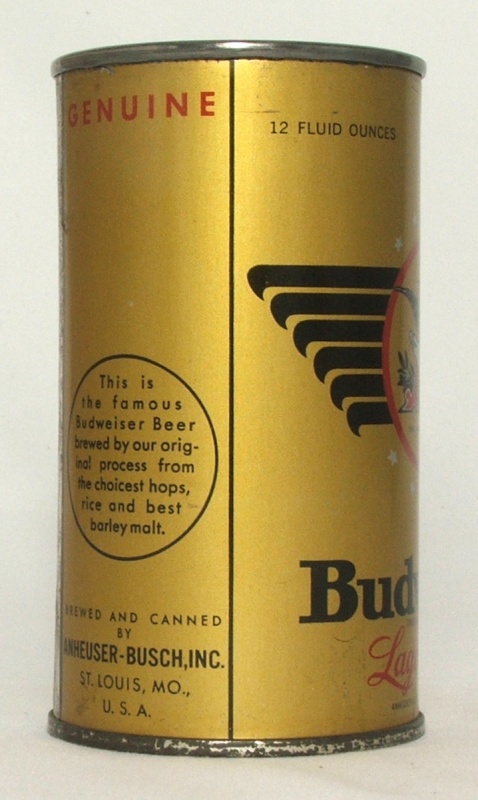 GENUINE
12 FLUID OUNCES
This is
the famous
Budweiser Beer
brewed by our orig-
inal process from
the choicest hops,
rice and best
barley malt.
BREWED AND CANNED
BY
ANHEUSER-BUSCH, INC.
ST. LOUIS, MO.,
U. S. A.
Bud
Lag